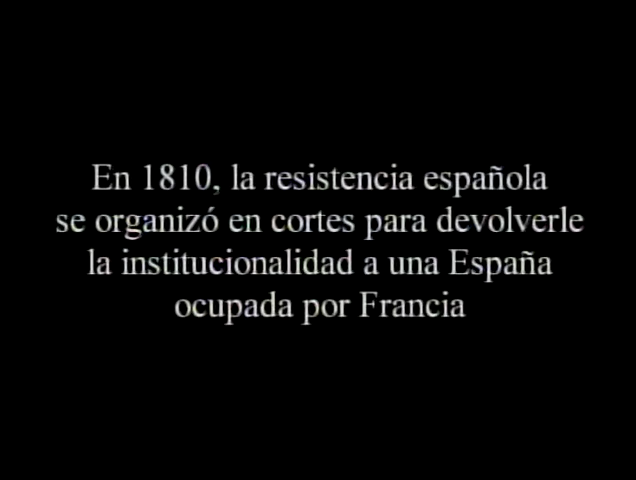 En 1810, la resistencia española
se organizó en cortes para devolverle
la institucionalidad a una España
ocupada por Francia